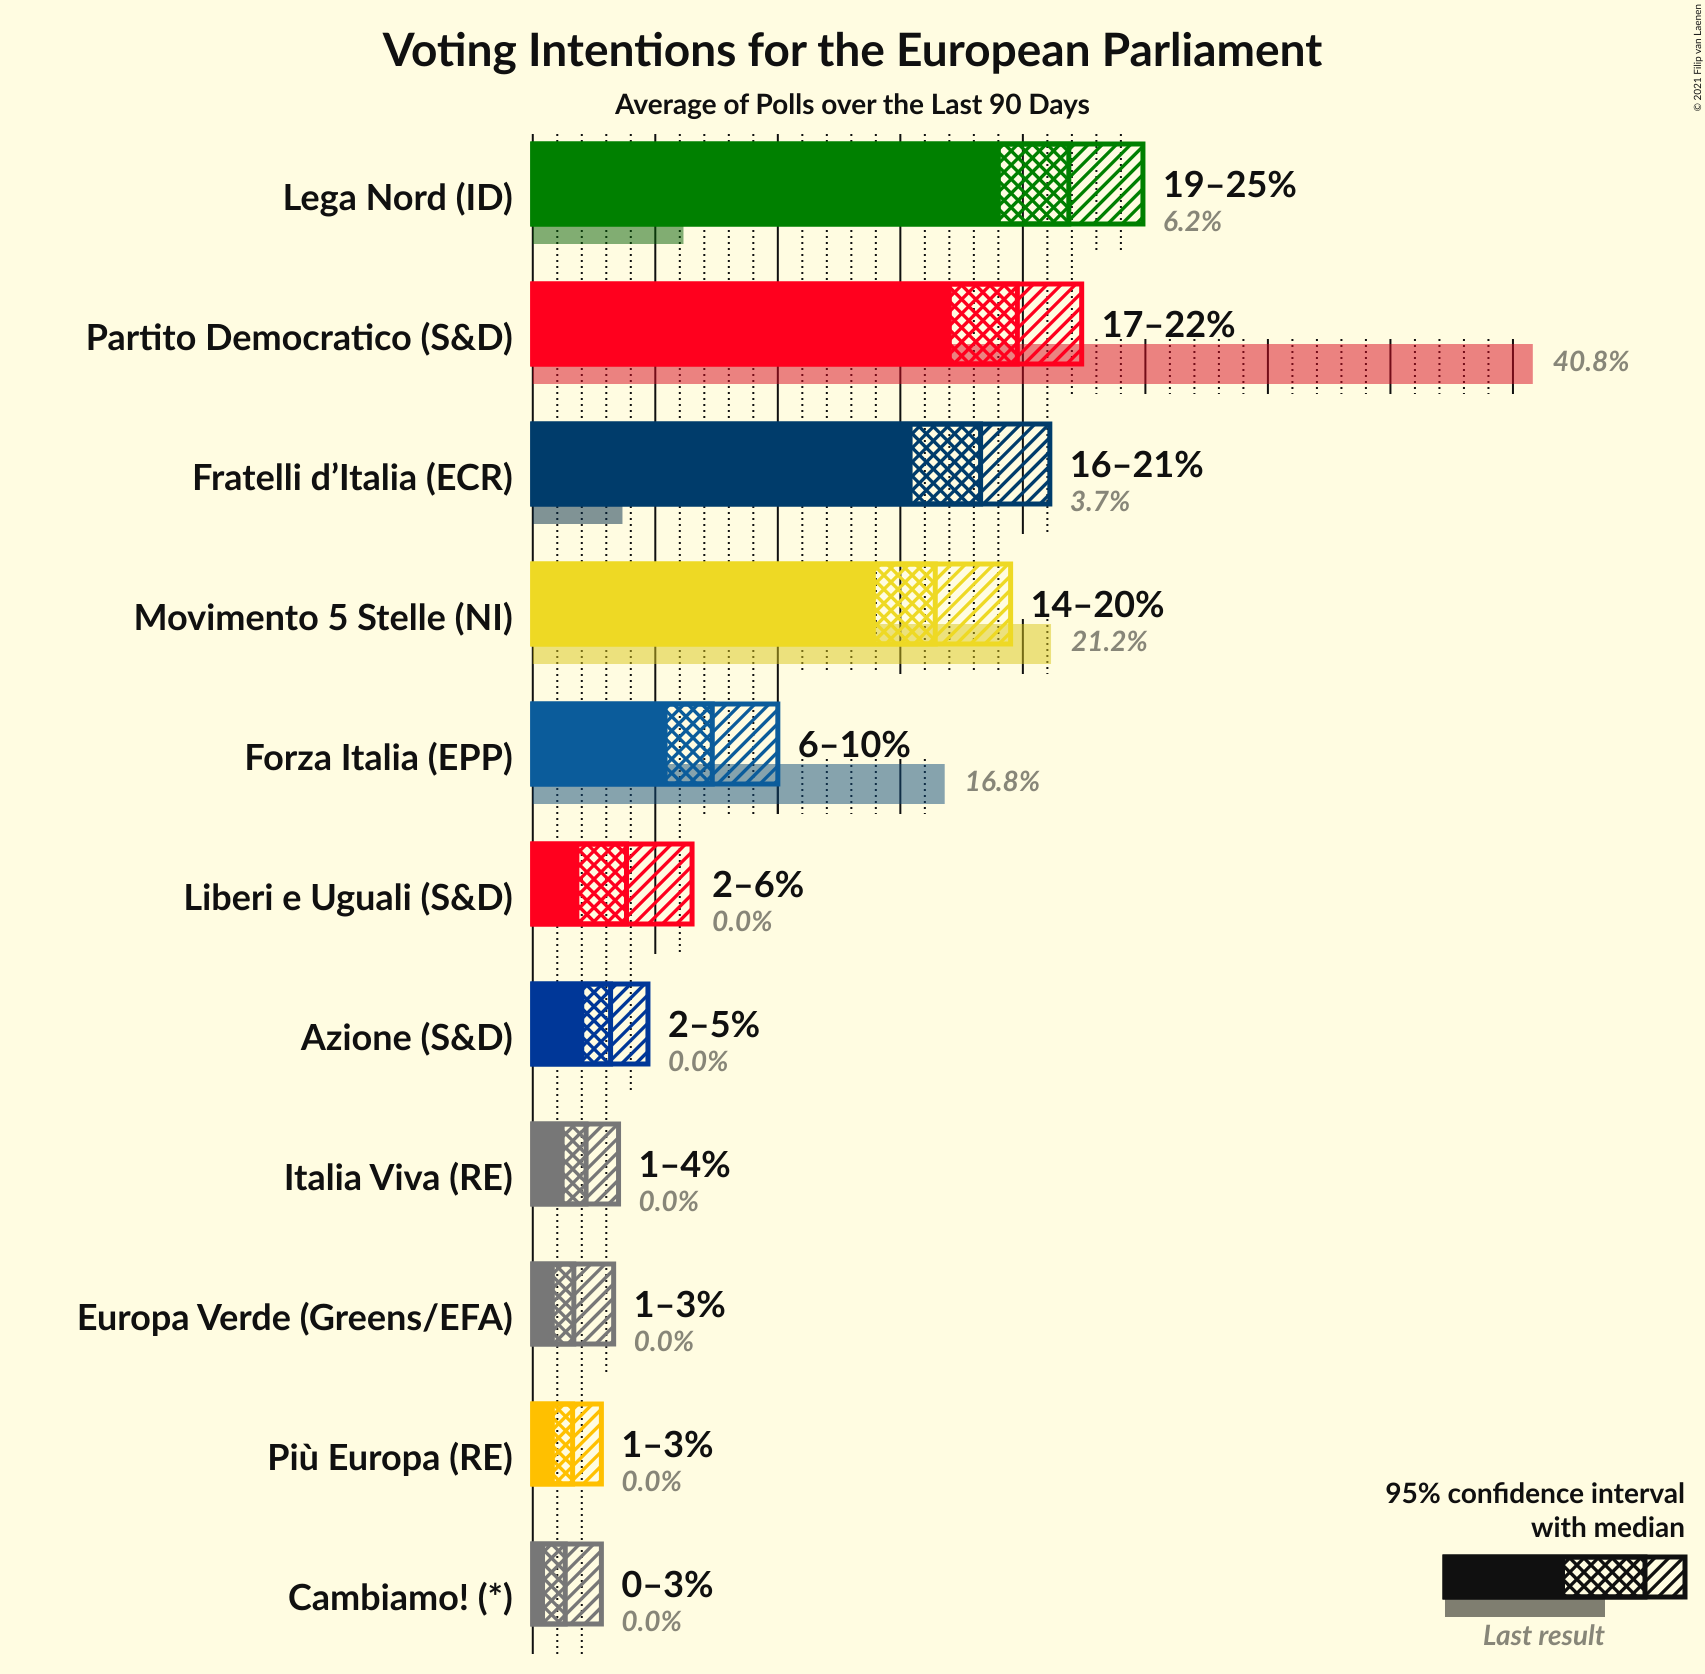 Voting Intentions for the European Parliament
Average of Polls over the Last 90 Days
© 2021 Filip van Laenen
Lega Nord (ID)
19–25%
6.2%
Partito Democratico (S&D)
17–22%
40.8%
Fratelli d’Italia (ECR)
16–21%
3.7%
Movimento 5 Stelle (NI)
14–20%
21.2%
Forza Italia (EPP)
6–10%
16.8%
Liberi e Uguali (S&D)
2–6%
0.0%
Azione (S&D)
2–5%
0.0%
Italia Viva (RE)
1–4%
0.0%
Europa Verde (Greens/EFA)
1–3%
0.0%
Più Europa (RE)
1–3%
0.0%
Cambiamo! (*)
0–3%
0.0%
95% confidence interval
with median
Last result